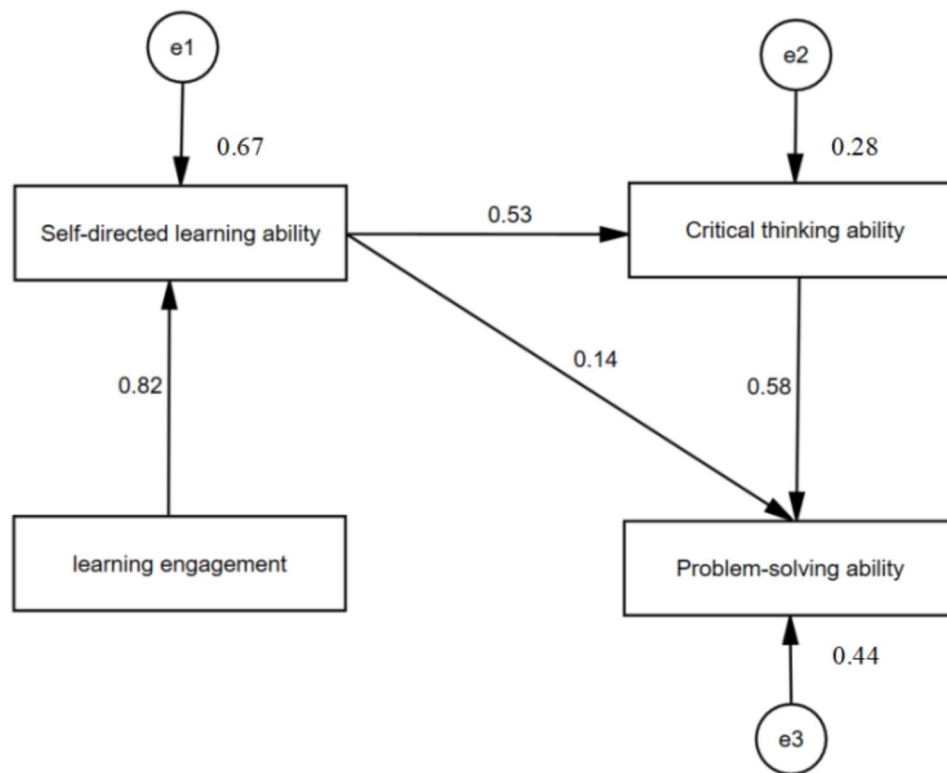 e1
e2
0.67
0.28
Self-directed learning ability
0.53
Critical thinking ability
0.14
0.82
0.58
learning engagement
Problem-solving ability
0.44
e3